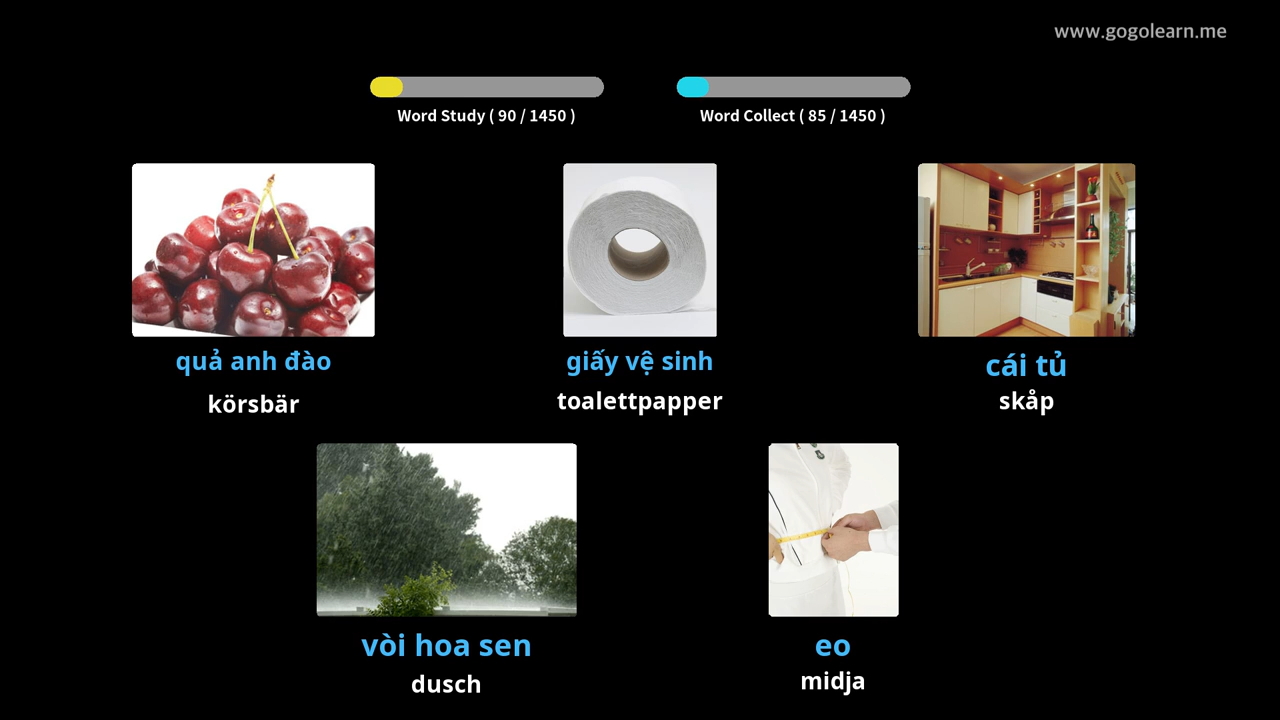 www.gogolearn.me
Word Study ( 90 / 1450 )
Word Collect ( 85 / 1450 )
quả anh đào
körsbär
giấy vệ sinh
toalettpapper
cái tủ
skåp
vòi hoa sen
dusch
eo
midja